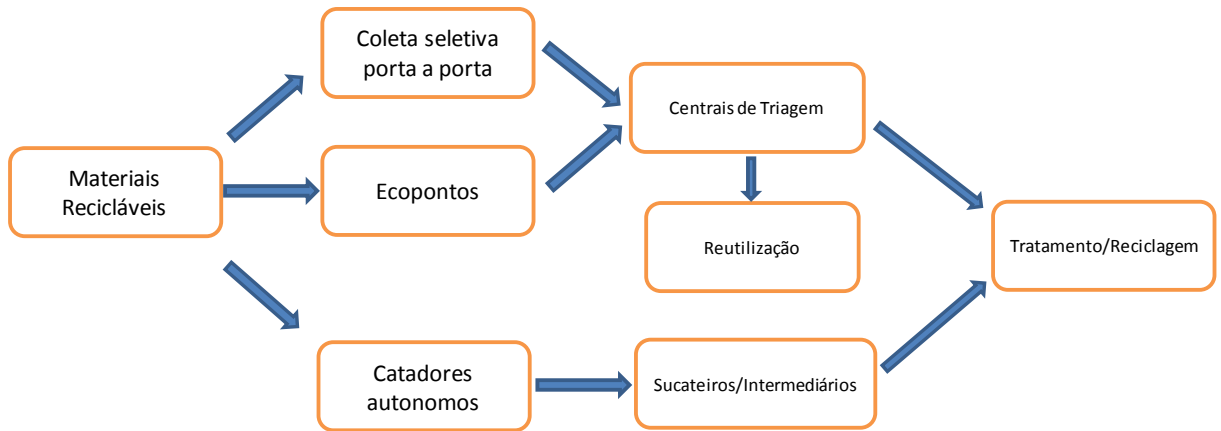 Coleta seletiva
porta a porta
Centrais de Triagem
Materiais
Recicláveis
Ecopontos
Reutilização
Tratamento/Reciclagem
Catadores
autonomos
Sucateiros/Intermediários